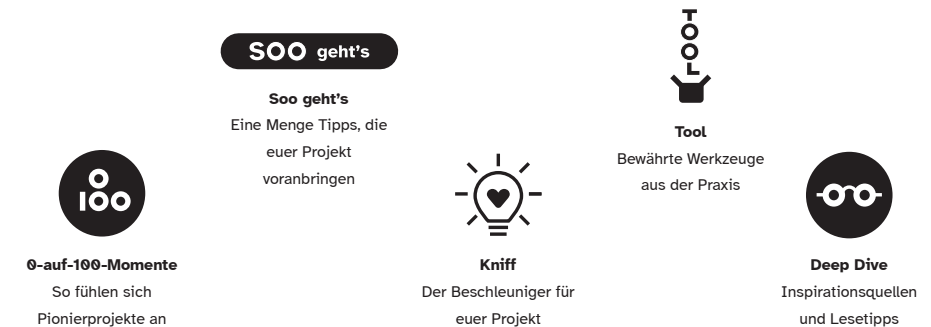 0
100
0-auf-100-Momente
So fühlen sich
Pionierprojekte an
SOO geht's
Soo geht's
Eine Menge Tipps, die
euer Projekt
voranbringen
Kniff
Der Beschleuniger für
euer Projekt
TOOL
Tool
Bewährte Werkzeuge
aus der Praxis
Deep Dive
Inspirationsquellen
und Lesetipps